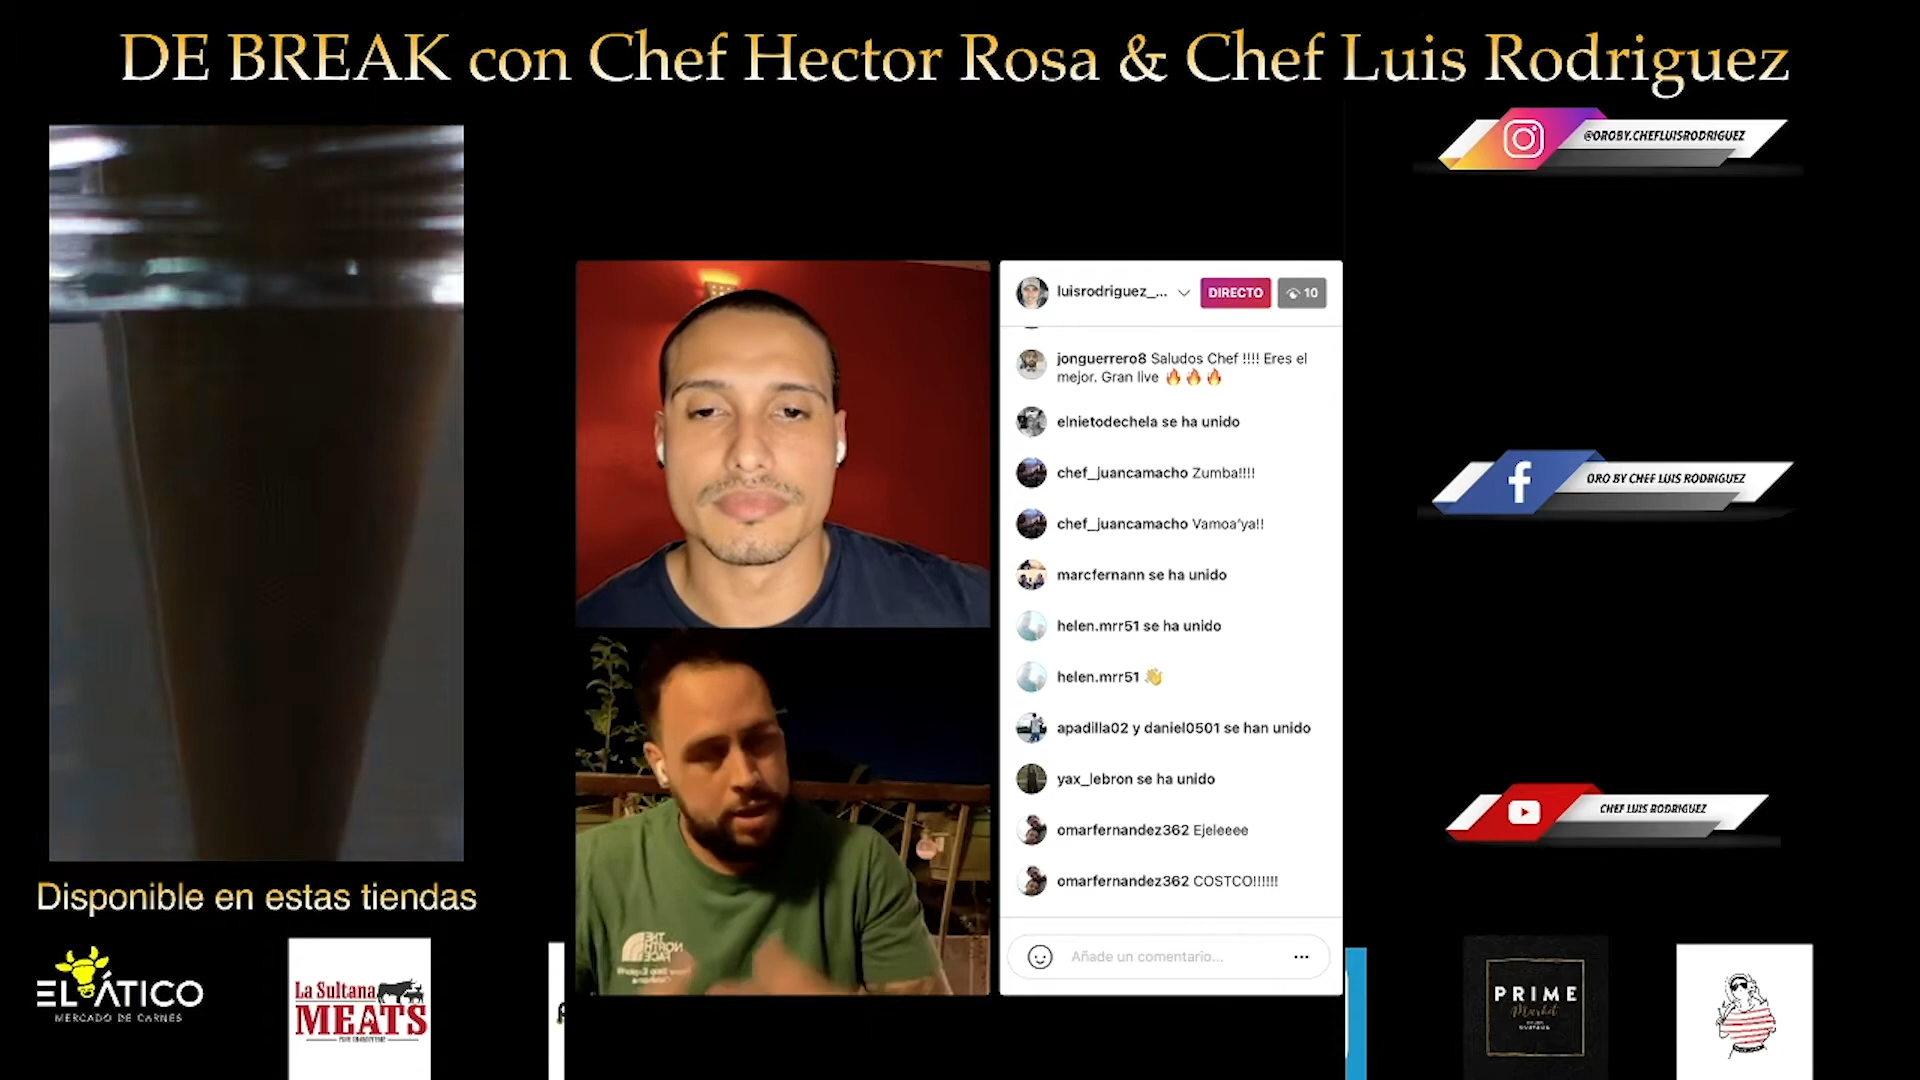 DE BREAK con Chef Hector Rosa & Chef Luis Rodriguez
@OROBY.CHEFLUISRODRIGUEZ
luisrodriguez_... DIRECTO 10
jonguerrero8 Saludos Chef !!!! Eres el
mejor. Gran live 🔥🔥🔥
elnietodechela se ha unido
chef_juancamacho Zumba!!!!
chef_juancamacho Vamoa'ya!!
marcfernann se ha unido
helen.mrr51 se ha unido
helen.mrr51 👋
apadilla02 y daniel0501 se han unido
yax_lebron se ha unido
omarfernandez362 Ejeleeee
omarfernandez362 COSTCO!!!!!!
Añade un comentario...
ORO BY CHEF LUIS RODRIGUEZ
CHEF LUIS RODRIGUEZ
THE
NORTH
FACE
Disponible en estas tiendas
EL ÁTICO
MERCADO DE CARNES
La Sultana
MEATS
PRIME
Market